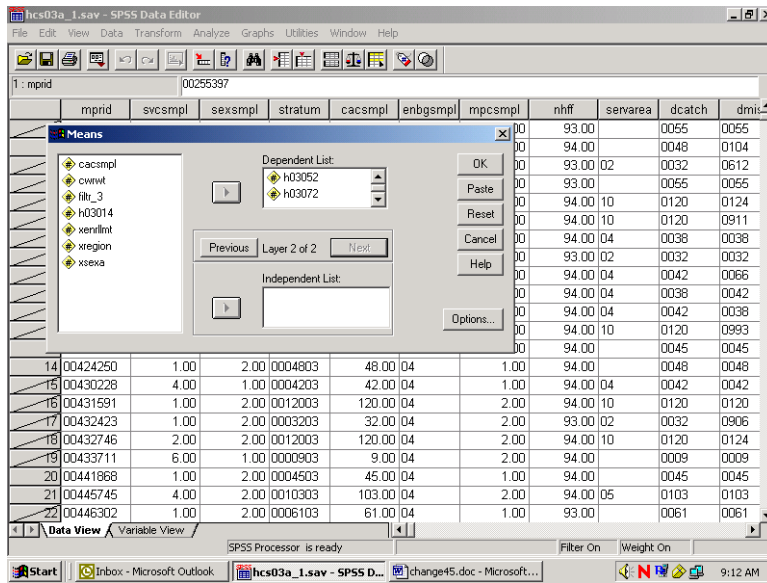 hcs03a_1.sav - SPSS Data Editor
File Edit View Data Transform Analyze Graphs Utilities Window Help
1 : mprid 00255397
mprid svcsmpl sexsmpl stratum cacsmpl enbgsmpl mpcsmpl nhff servarea dcatch dmis
00 93.00 0055 0055
00 94.00 0048 0104
00 93.00 02 0032 0612
00 93.00 0055 0055
00 94.00 10 0120 0124
00 94.00 10 0120 0911
00 94.00 04 0038 0038
00 93.00 02 0032 0032
00 94.00 04 0042 0066
00 94.00 04 0038 0042
00 94.00 04 0042 0038
00 94.00 10 0120 0993
00 94.00 0045 0045
Means
cacsmpl
cwrwt
filtr_3
h03014
xenrllmt
xregion
xsexa
Dependent List:
h03052
h03072
Previous Layer 2 of 2 Next
Independent List:
OK
Paste
Reset
Cancel
Help
Options...
14 00424250 1.00 2.00 0004803 48.00 04 1.00 94.00 0048 0048
15 00430228 4.00 1.00 0004203 42.00 04 1.00 94.00 04 0042 0042
16 00431591 1.00 2.00 0012003 120.00 04 2.00 94.00 10 0120 0120
17 00432423 1.00 2.00 0003203 32.00 04 2.00 93.00 02 0032 0906
18 00432746 2.00 2.00 0012003 120.00 04 2.00 94.00 10 0120 0124
19 00433711 6.00 1.00 0000903 9.00 04 2.00 94.00 0009 0009
20 00441868 1.00 2.00 0004503 45.00 04 1.00 94.00 0045 0045
21 00445745 4.00 2.00 0010303 103.00 04 2.00 94.00 05 0103 0103
22 00446302 1.00 2.00 0006103 61.00 04 1.00 93.00 0061 0061
Data View Variable View
SPSS Processor is ready Filter On Weight On
Start Inbox - Microsoft Outlook hcs03a_1.sav - SPSS D... change45.doc - Microsoft... 9:12 AM